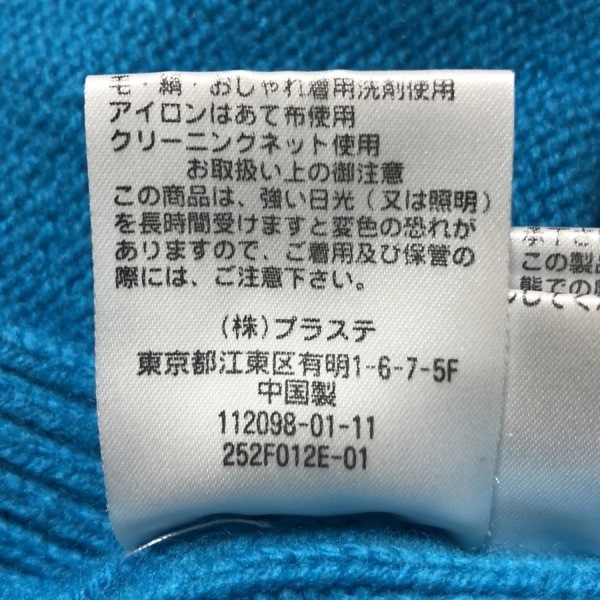 毛・絹・おしゃれ着用洗剤使用
アイロンはあて布使用
クリーニングネット使用
お取扱い上の御注意
この商品は、強い日光(又は照明)
を長時間受けますと変色の恐れが
ありますので、ご着用及び保管の
際には、ご注意下さい。
(株)プラステ
東京都江東区有明1-6-7-5F
中国製
112098-01-11
252F012E-01
この製品
態での